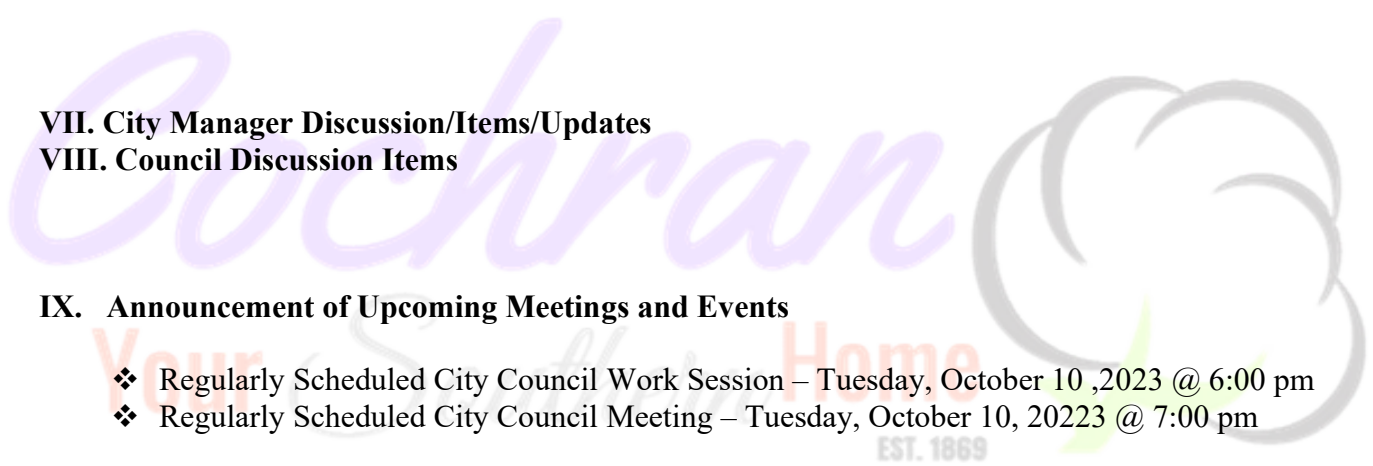 Cochran
VII. City Manager Discussion/Items/Updates
VIII. Council Discussion Items
IX. Announcement of Upcoming Meetings and Events
Your Southern Home
❖ Regularly Scheduled City Council Work Session – Tuesday, October 10 ,2023 @ 6:00 pm
❖ Regularly Scheduled City Council Meeting – Tuesday, October 10, 20223 @ 7:00 pm
EST. 1869